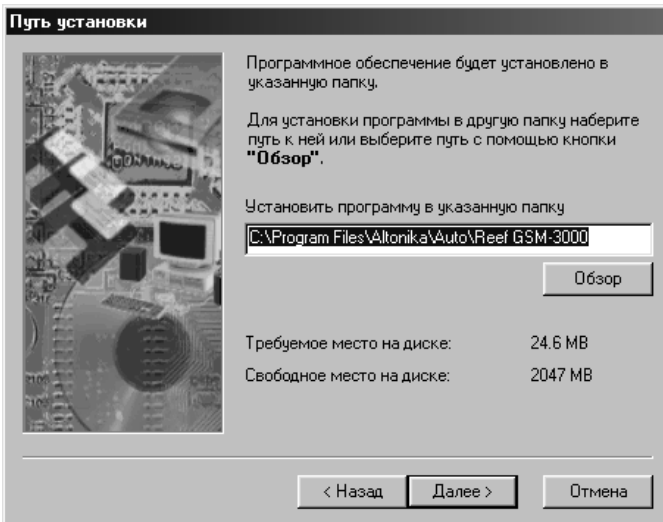 Путь установки
Программное обеспечение будет установлено в
указанную папку.
Для установки программы в другую папку наберите
путь к ней или выберите путь с помощью кнопки
"Обзор".
Установить программу в указанную папку
C:\Program Files\Altonika\Auto\Reef GSM-3000
Обзор
Требуемое место на диске: 24.6 MB
Свободное место на диске: 2047 MB
< Назад Далее > Отмена